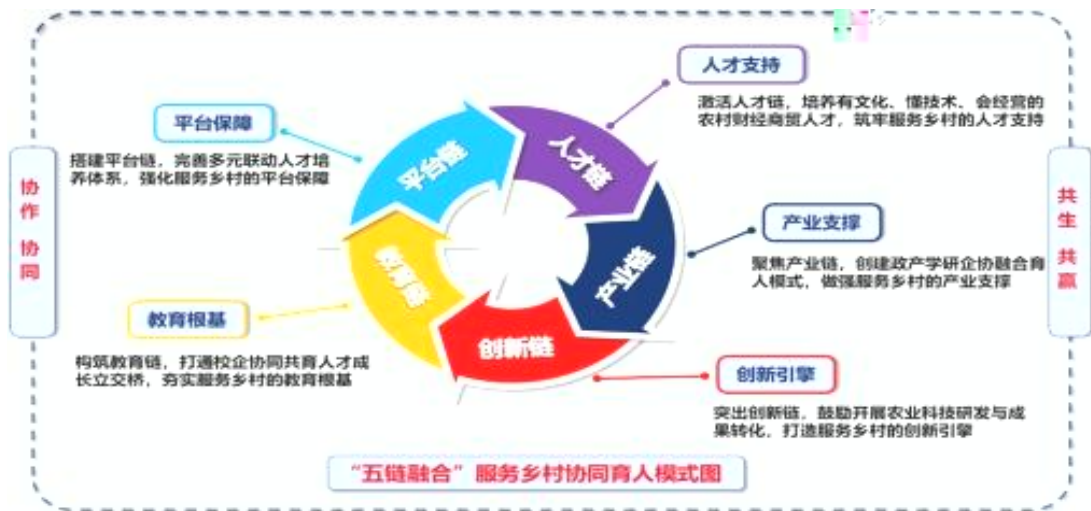 人才支持
激活人才链，培养有文化、懂技术、会经营的
农村财经商贸人才，筑牢服务乡村的人才支持
平台保障
搭建平台链，完善多元联动人才培
养体系，强化服务乡村的平台保障
平台链
人才链
协作 协同
共生 共赢
产业支撑
聚焦产业链，创建政产学研企协融合育
人模式，做强服务乡村的产业支撑
教育链
产业链
创新链
教育根基
构筑教育链，打通校企协同共育人才成
长立交桥，夯实服务乡村的教育根基
创新引擎
突出创新链，鼓励开展农业科技研发与成
果转化，打造服务乡村的创新引擎
“五链融合”服务乡村协同育人模式图